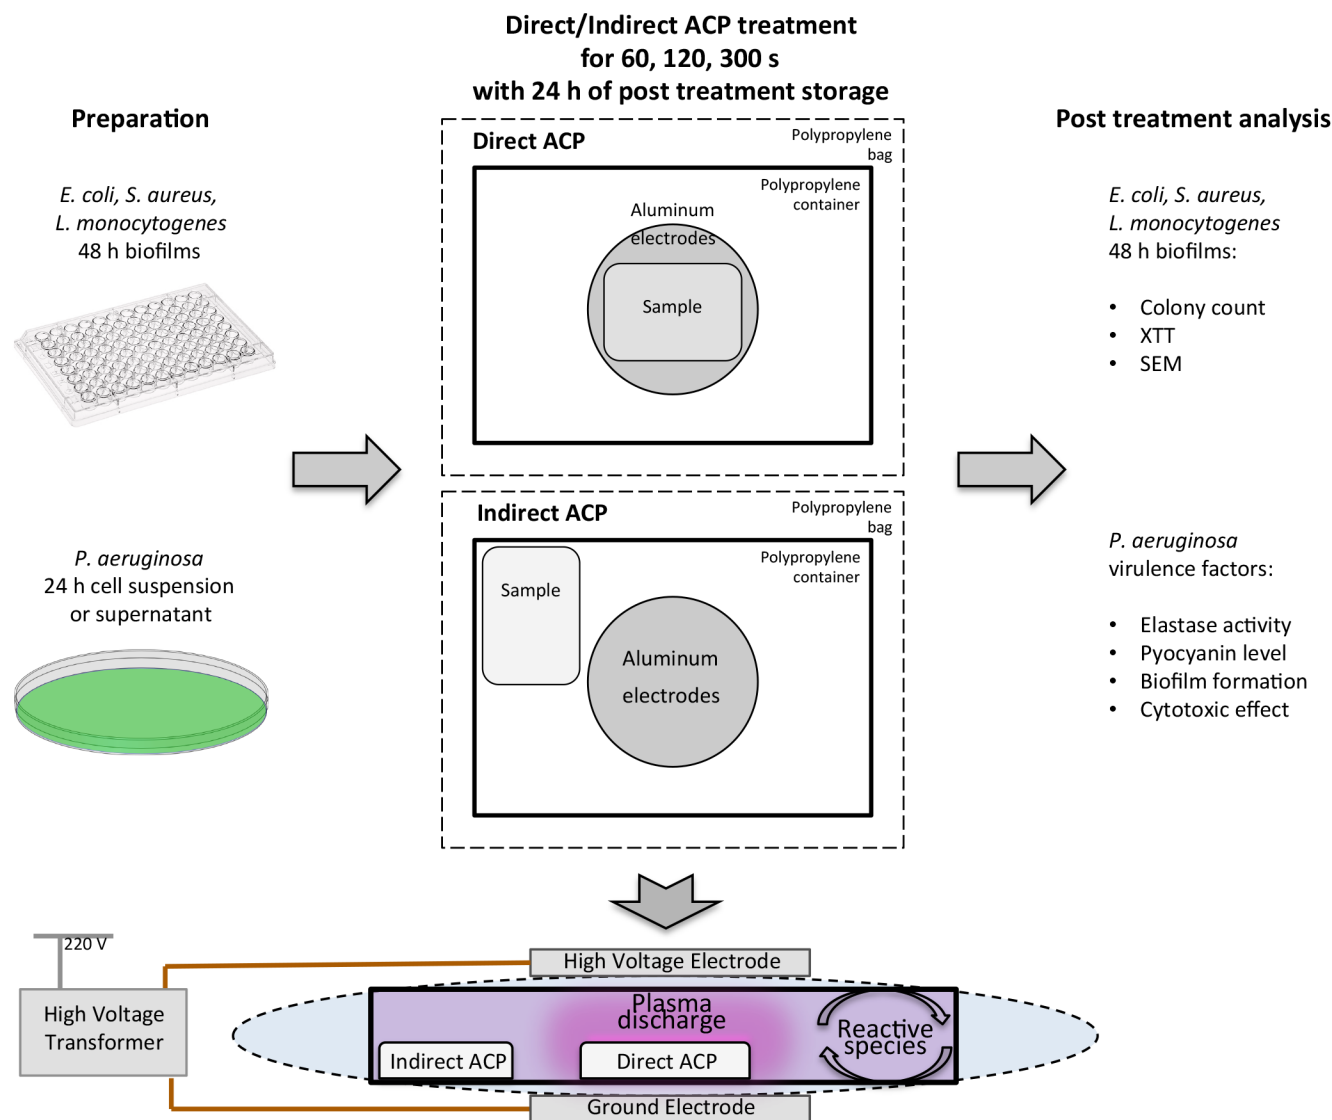 Direct/Indirect ACP treatment
for 60, 120, 300 s
with 24 h of post treatment storage
Preparation
E. coli, S. aureus,
L. monocytogenes
48 h biofilms
P. aeruginosa
24 h cell suspension
or supernatant
Direct ACP
Polypropylene
bag
Polypropylene
container
Aluminum
electrodes
Sample
Indirect ACP
Polypropylene
bag
Polypropylene
container
Sample
Aluminum
electrodes
Post treatment analysis
E. coli, S. aureus,
L. monocytogenes
48 h biofilms:
• Colony count
• XTT
• SEM
P. aeruginosa
virulence factors:
• Elastase activity
• Pyocyanin level
• Biofilm formation
• Cytotoxic effect
220 V
High Voltage
Transformer
High Voltage Electrode
Plasma
discharge
Reactive
species
Indirect ACP
Direct ACP
Ground Electrode